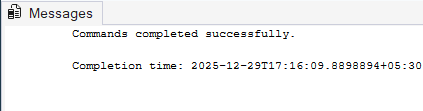 Messages
Commands completed successfully.
Completion time: 2025-12-29T17:16:09.8898894+05:30